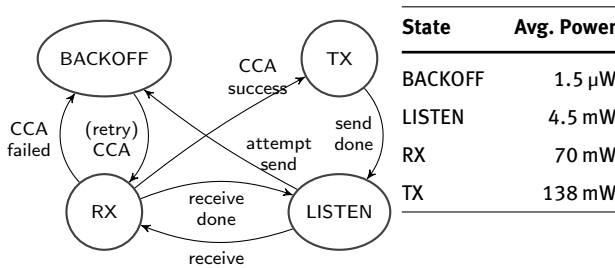 BACKOFF
TX
CCA
success
CCA
failed
(retry)
CCA
attempt
send
send
done
RX
receive
done
LISTEN
receive
State Avg. Power
BACKOFF 1.5 µW
LISTEN 4.5 mW
RX 70 mW
TX 138 mW